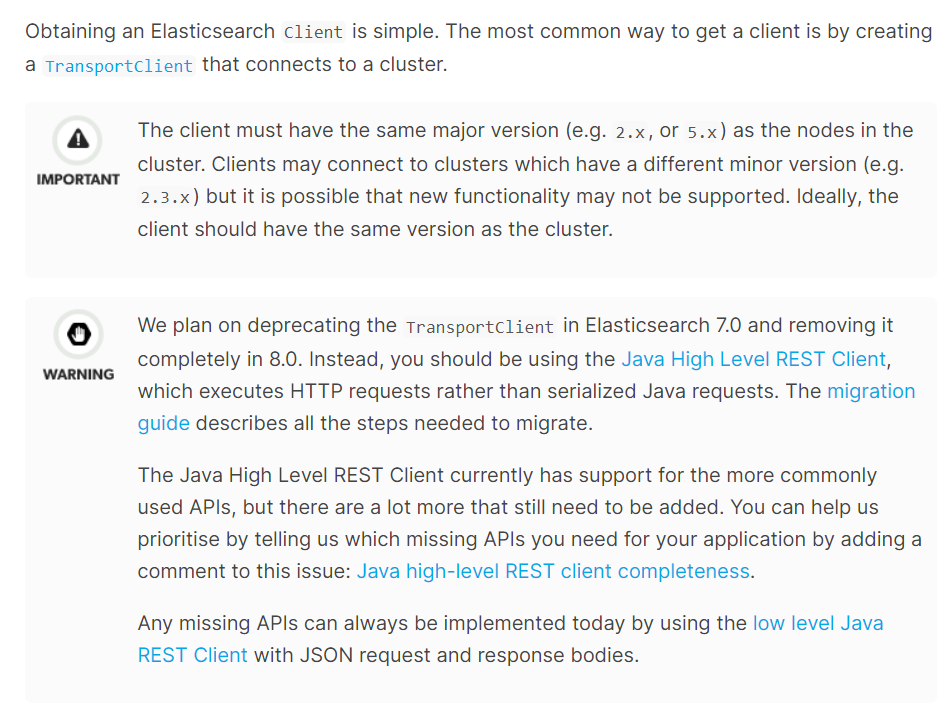 Obtaining an Elasticsearch Client is simple. The most common way to get a client is by creating
a TransportClient that connects to a cluster.
IMPORTANT
The client must have the same major version (e.g. 2.x, or 5.x) as the nodes in the
cluster. Clients may connect to clusters which have a different minor version (e.g.
2.3.x) but it is possible that new functionality may not be supported. Ideally, the
client should have the same version as the cluster.
WARNING
We plan on deprecating the TransportClient in Elasticsearch 7.0 and removing it
completely in 8.0. Instead, you should be using the Java High Level REST Client,
which executes HTTP requests rather than serialized Java requests. The migration
guide describes all the steps needed to migrate.
The Java High Level REST Client currently has support for the more commonly
used APIs, but there are a lot more that still need to be added. You can help us
prioritise by telling us which missing APIs you need for your application by adding a
comment to this issue: Java high-level REST client completeness.
Any missing APIs can always be implemented today by using the low level Java
REST Client with JSON request and response bodies.